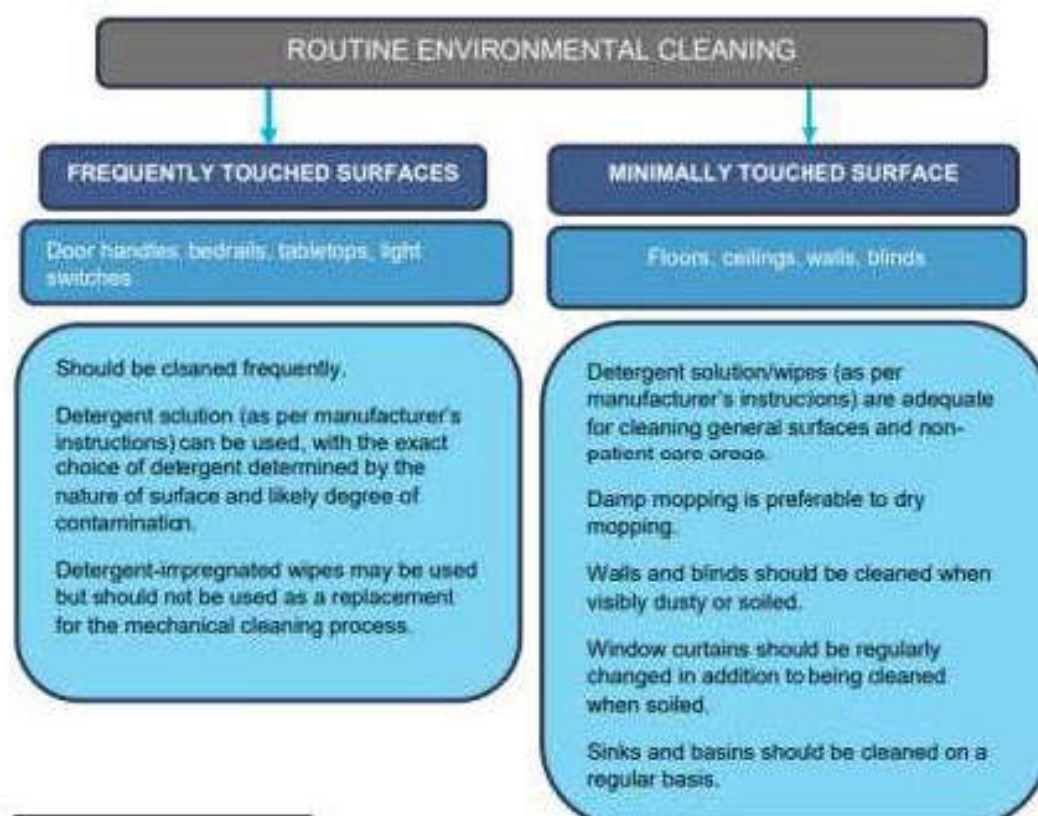 ROUTINE ENVIRONMENTAL CLEANING
FREQUENTLY TOUCHED SURFACES
Door handles, bedrails, tabletops, light
switches
Should be cleaned frequently.
Detergent solution (as per manufacturer's
instructions) can be used, with the exact
choice of detergent determined by the
nature of surface and likely degree of
contamination.
Detergent-impregnated wipes may be used
but should not be used as a replacement
for the mechanical cleaning process.
MINIMALLY TOUCHED SURFACE
Floors, ceilings, walls, blinds
Detergent solution/wipes (as per
manufacturer's instructions) are adequate
for cleaning general surfaces and non-
patient care areas.
Damp mopping is preferable to dry
mopping.
Walls and blinds should be cleaned when
visibly dusty or soiled.
Window curtains should be regularly
changed in addition to being cleaned
when soiled.
Sinks and basins should be cleaned on a
regular basis.